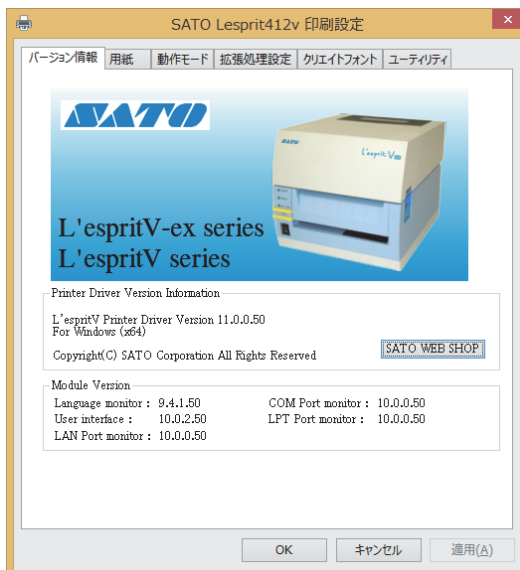 SATO Lesprit412v 印刷設定
バージョン情報 用紙 動作モード 拡張処理設定 クリエイトフォント ユーティリティ
SATO
SATO
L'esprit V
L'espritV-ex series
L'espritV series
Printer Driver Version Information
L'espritV Printer Driver Version 11.0.0.50
For Windows (x64)
Copyright(C) SATO Corporation All Rights Reserved
SATO WEB SHOP
Module Version
Language monitor : 9.4.1.50 COM Port monitor : 10.0.0.50
User interface : 10.0.2.50 LPT Port monitor : 10.0.0.50
LAN Port monitor : 10.0.0.50
OK キャンセル 適用(A)